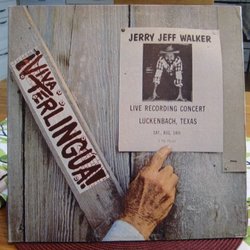 ¡VIVA
TERLINGUA!
JERRY JEFF WALKER
LIVE RECORDING CONCERT
LUCKENBACH, TEXAS
SAT., AUG. 18th